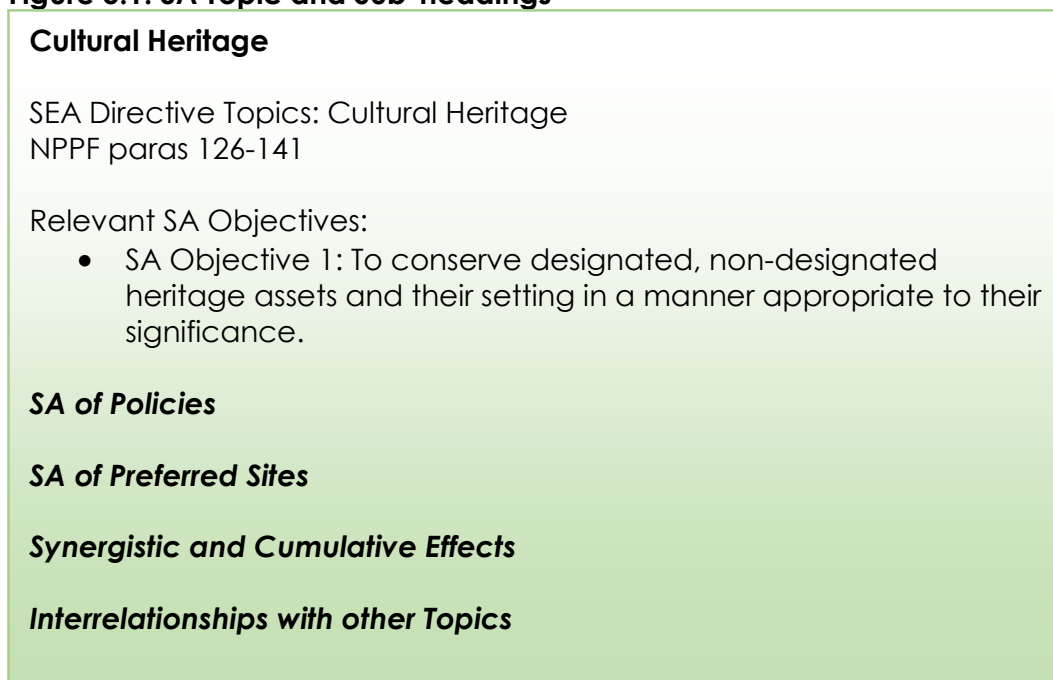 Cultural Heritage
SEA Directive Topics: Cultural Heritage
NPPF paras 126-141
Relevant SA Objectives:
• SA Objective 1: To conserve designated, non-designated
heritage assets and their setting in a manner appropriate to their
significance.
SA of Policies
SA of Preferred Sites
Synergistic and Cumulative Effects
Interrelationships with other Topics